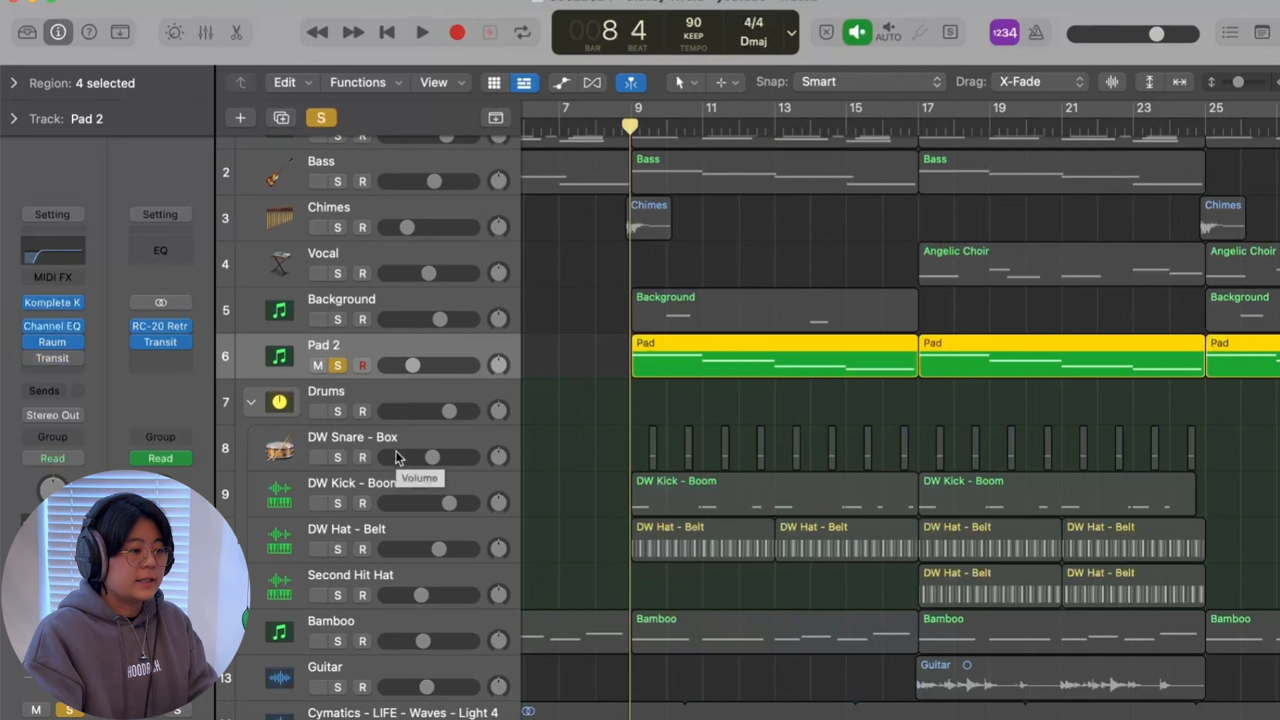 8 4
BAR BEAT
90
KEEP
TEMPO
4/4
Dmaj
AUTO
S
1234
Region: 4 selected
Edit
Functions
View
Snap: Smart
Drag: X-Fade
Track: Pad 2
S
7 9 11 13 15 17 19 21 23 25
2
Bass
S R
Bass
Bass
3
Chimes
S R
Chimes
Chimes
4
Vocal
S R
Angelic Choir
Angelic Choir
5
Background
S R
Background
Background
6
Pad 2
M S R
Pad
Pad
Pad
7
Drums
S R
8
DW Snare - Box
S R
Volume
9
DW Kick - Boom
S R
DW Kick - Boom
DW Kick - Boom
DW Hat - Belt
S R
DW Hat - Belt
DW Hat - Belt
DW Hat - Belt
DW Hat - Belt
Second Hit Hat
S R
DW Hat - Belt
DW Hat - Belt
Bamboo
S R
Bamboo
Bamboo
Bamboo
13
Guitar
S R
Guitar
Cymatics - LIFE - Waves - Light 4
Setting
Setting
EQ
MIDI FX
Komplete K
Channel EQ
RC-20 Retr
Raum
Transit
Transit
Sends
Stereo Out
Group
Group
Read
Read
M S
S